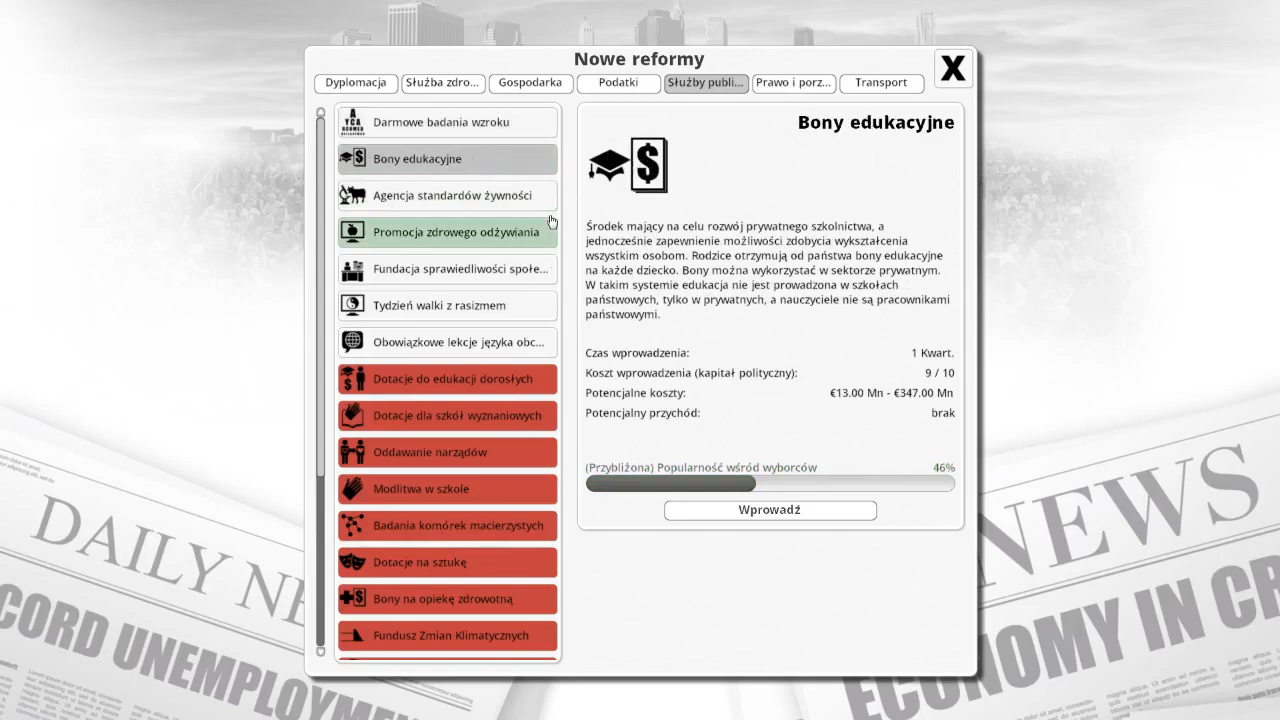 Nowe reformy
X
Dyplomacja
Służba zdro...
Gospodarka
Podatki
Służby publi...
Prawo i porz...
Transport
Darmowe badania wzroku
Bony edukacyjne
Agencja standardów żywności
Promocja zdrowego odżywiania
Fundacja sprawiedliwości społe...
Tydzień walki z rasizmem
Obowiązkowe lekcje języka obc...
Dotacje do edukacji dorosłych
Dotacje dla szkół wyznaniowych
Oddawanie narządów
Modlitwa w szkole
Badania komórek macierzystych
Dotacje na sztukę
Bony na opiekę zdrowotną
Fundusz Zmian Klimatycznych
Bony edukacyjne
Środek mający na celu rozwój prywatnego szkolnictwa, a
jednocześnie zapewnienie możliwości zdobycia wykształcenia
wszystkim osobom. Rodzice otrzymują od państwa bony edukacyjne
na każde dziecko. Bony można wykorzystać w sektorze prywatnym.
W takim systemie edukacja nie jest prowadzona w szkołach
państwowych, tylko w prywatnych, a nauczyciele nie są pracownikami
państwowymi.
Czas wprowadzenia: 1 Kwart.
Koszt wprowadzenia (kapitał polityczny): 9 / 10
Potencjalne koszty: €13.00 Mn - €347.00 Mn
Potencjalny przychód: brak
(Przybliżona) Popularność wśród wyborców 46%
Wprowadź
DAILY NE
CORD UNEMPLOYM
NEWS
ECONOMY IN CR